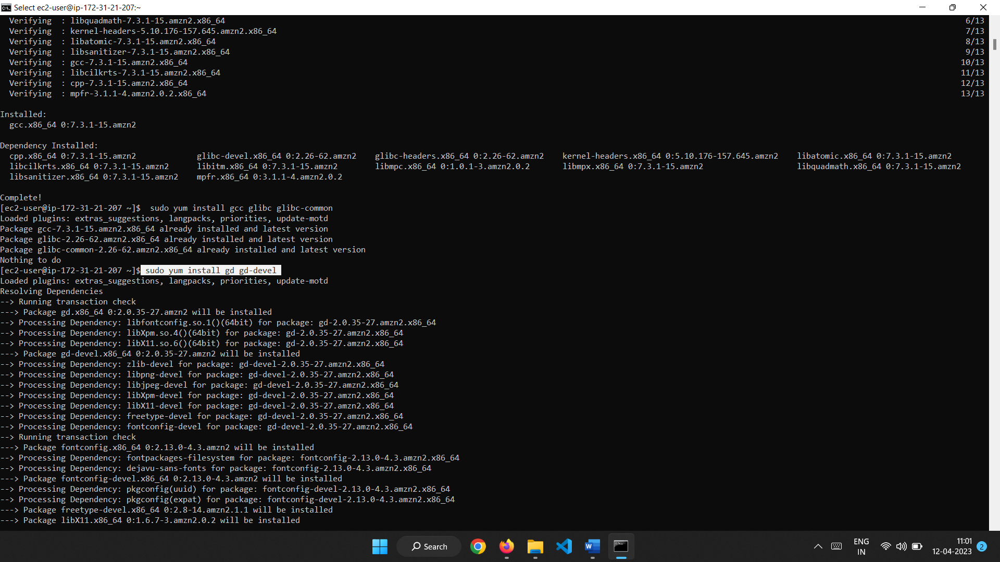 Select ec2-user@ip-172-31-21-207:~
  Verifying  : libquadmath-7.3.1-15.amzn2.x86_64 6/13
  Verifying  : kernel-headers-5.10.176-157.645.amzn2.x86_64 7/13
  Verifying  : libatomic-7.3.1-15.amzn2.x86_64 8/13
  Verifying  : libsanitizer-7.3.1-15.amzn2.x86_64 9/13
  Verifying  : gcc-7.3.1-15.amzn2.x86_64 10/13
  Verifying  : libcilkrts-7.3.1-15.amzn2.x86_64 11/13
  Verifying  : cpp-7.3.1-15.amzn2.x86_64 12/13
  Verifying  : mpfr-3.1.1-4.amzn2.0.2.x86_64 13/13
Installed:
  gcc.x86_64 0:7.3.1-15.amzn2
Dependency Installed:
  cpp.x86_64 0:7.3.1-15.amzn2 glibc-devel.x86_64 0:2.26-62.amzn2 glibc-headers.x86_64 0:2.26-62.amzn2 kernel-headers.x86_64 0:5.10.176-157.645.amzn2 libatomic.x86_64 0:7.3.1-15.amzn2
  libcilkrts.x86_64 0:7.3.1-15.amzn2 libitm.x86_64 0:7.3.1-15.amzn2 libmpc.x86_64 0:1.0.1-3.amzn2.0.2 libmpx.x86_64 0:7.3.1-15.amzn2 libquadmath.x86_64 0:7.3.1-15.amzn2
  libsanitizer.x86_64 0:7.3.1-15.amzn2 mpfr.x86_64 0:3.1.1-4.amzn2.0.2
Complete!
[ec2-user@ip-172-31-21-207 ~]$  sudo yum install gcc glibc glibc-common
Loaded plugins: extras_suggestions, langpacks, priorities, update-motd
Package gcc-7.3.1-15.amzn2.x86_64 already installed and latest version
Package glibc-2.26-62.amzn2.x86_64 already installed and latest version
Package glibc-common-2.26-62.amzn2.x86_64 already installed and latest version
Nothing to do
[ec2-user@ip-172-31-21-207 ~]$ sudo yum install gd gd-devel
Loaded plugins: extras_suggestions, langpacks, priorities, update-motd
Resolving Dependencies
--> Running transaction check
---> Package gd.x86_64 0:2.0.35-27.amzn2 will be installed
--> Processing Dependency: libfontconfig.so.1()(64bit) for package: gd-2.0.35-27.amzn2.x86_64
--> Processing Dependency: libXpm.so.4()(64bit) for package: gd-2.0.35-27.amzn2.x86_64
--> Processing Dependency: libX11.so.6()(64bit) for package: gd-2.0.35-27.amzn2.x86_64
---> Package gd-devel.x86_64 0:2.0.35-27.amzn2 will be installed
--> Processing Dependency: zlib-devel for package: gd-devel-2.0.35-27.amzn2.x86_64
--> Processing Dependency: libpng-devel for package: gd-devel-2.0.35-27.amzn2.x86_64
--> Processing Dependency: libjpeg-devel for package: gd-devel-2.0.35-27.amzn2.x86_64
--> Processing Dependency: libXpm-devel for package: gd-devel-2.0.35-27.amzn2.x86_64
--> Processing Dependency: libX11-devel for package: gd-devel-2.0.35-27.amzn2.x86_64
--> Processing Dependency: freetype-devel for package: gd-devel-2.0.35-27.amzn2.x86_64
--> Processing Dependency: fontconfig-devel for package: gd-devel-2.0.35-27.amzn2.x86_64
--> Running transaction check
---> Package fontconfig.x86_64 0:2.13.0-4.3.amzn2 will be installed
--> Processing Dependency: fontpackages-filesystem for package: fontconfig-2.13.0-4.3.amzn2.x86_64
--> Processing Dependency: dejavu-sans-fonts for package: fontconfig-2.13.0-4.3.amzn2.x86_64
---> Package fontconfig-devel.x86_64 0:2.13.0-4.3.amzn2 will be installed
--> Processing Dependency: pkgconfig(uuid) for package: fontconfig-devel-2.13.0-4.3.amzn2.x86_64
--> Processing Dependency: pkgconfig(expat) for package: fontconfig-devel-2.13.0-4.3.amzn2.x86_64
---> Package freetype-devel.x86_64 0:2.8-14.amzn2.1.1 will be installed
---> Package libX11.x86_64 0:1.6.7-3.amzn2.0.2 will be installed
Search
ENG
IN
11:01
12-04-2023
2